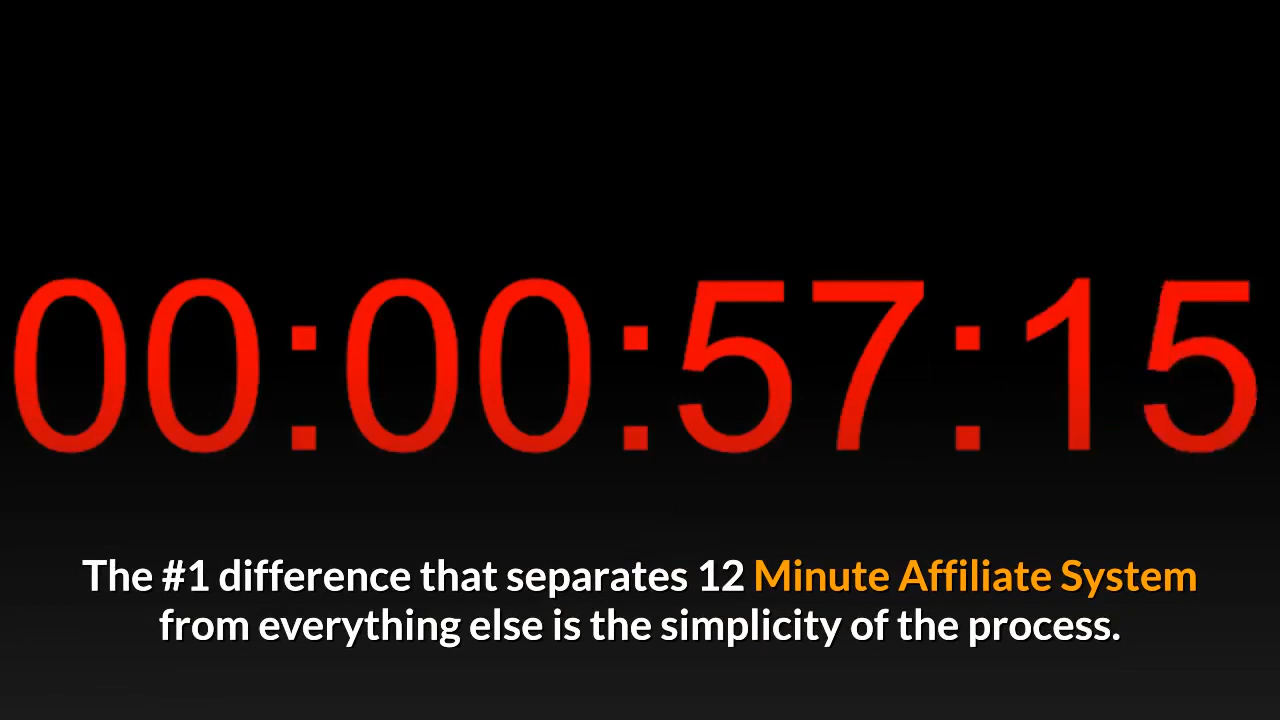 00:00:57:15
The #1 difference that separates 12 Minute Affiliate System
from everything else is the simplicity of the process.